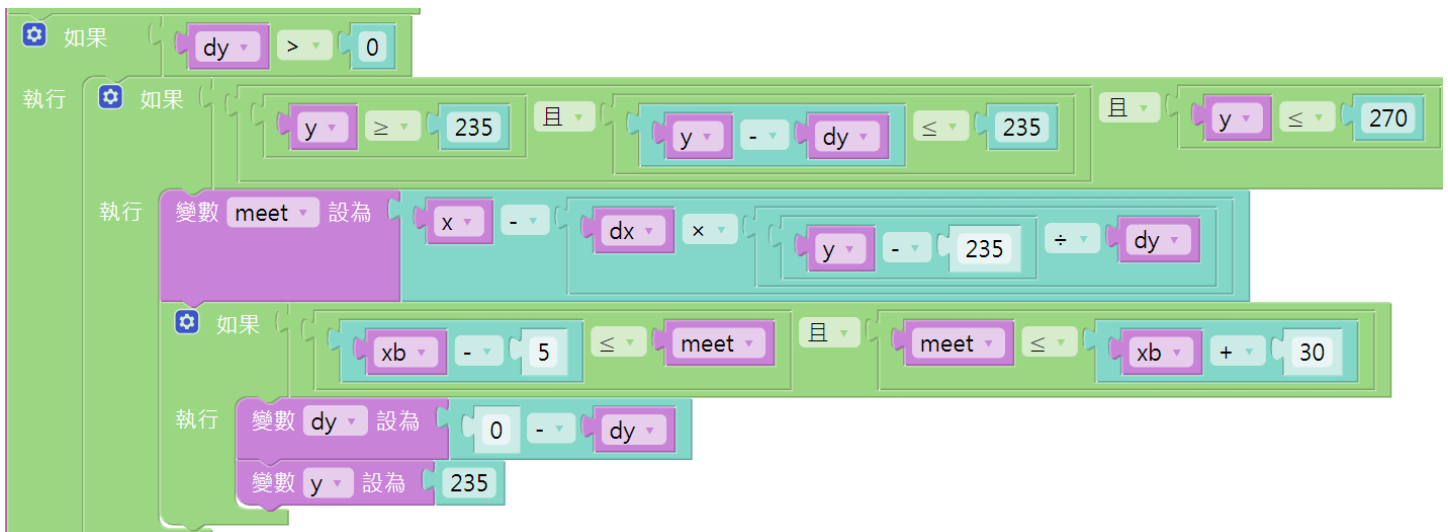 如果 dy > 0
執行 如果 y ≥ 235 且 y - dy ≤ 235 且 y ≤ 270
執行 變數 meet 設為 x - dx × y - 235 ÷ dy
如果 xb - 5 ≤ meet 且 meet ≤ xb + 30
執行 變數 dy 設為 0 - dy
變數 y 設為 235